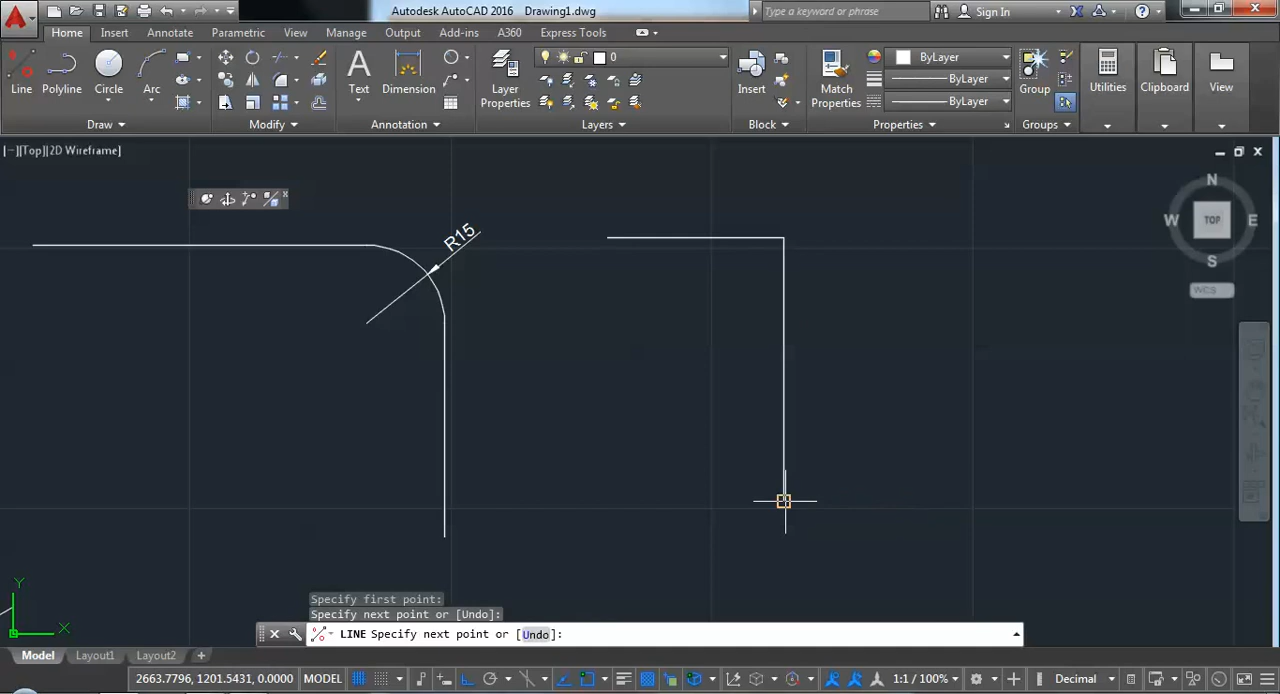 Autodesk AutoCAD 2016 Drawing1.dwg
Type a keyword or phrase
Sign In
Home Insert Annotate Parametric View Manage Output Add-ins A360 Express Tools
Line Polyline Circle Arc
Text Dimension
Layer Properties
0
Insert
Match Properties
ByLayer
ByLayer
ByLayer
Group
Utilities Clipboard View
Draw Modify Annotation Layers Block Properties Groups
[−][Top][2D Wireframe]
N
W TOP E
S
WCS
R15
Y
X
Specify first point:
Specify next point or [Undo]:
LINE Specify next point or [Undo]:
Model Layout1 Layout2 +
2663.7796, 1201.5431, 0.0000 MODEL 1:1 / 100% Decimal